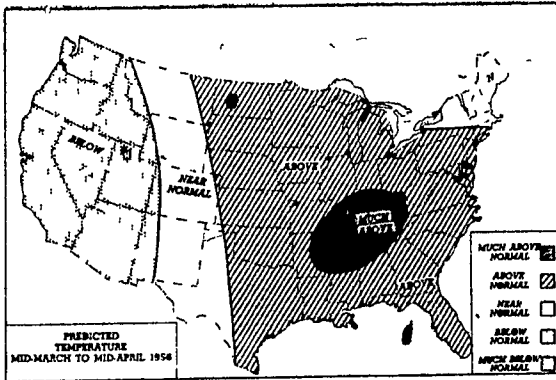 BELOW
NEAR
NORMAL
ABOVE
MUCH
ABOVE
ABOVE
MUCH ABOVE
NORMAL
ABOVE
NORMAL
NEAR
NORMAL
BELOW
NORMAL
MUCH BELOW
NORMAL
PREDICTED
TEMPERATURE
MID-MARCH TO MID-APRIL 1956